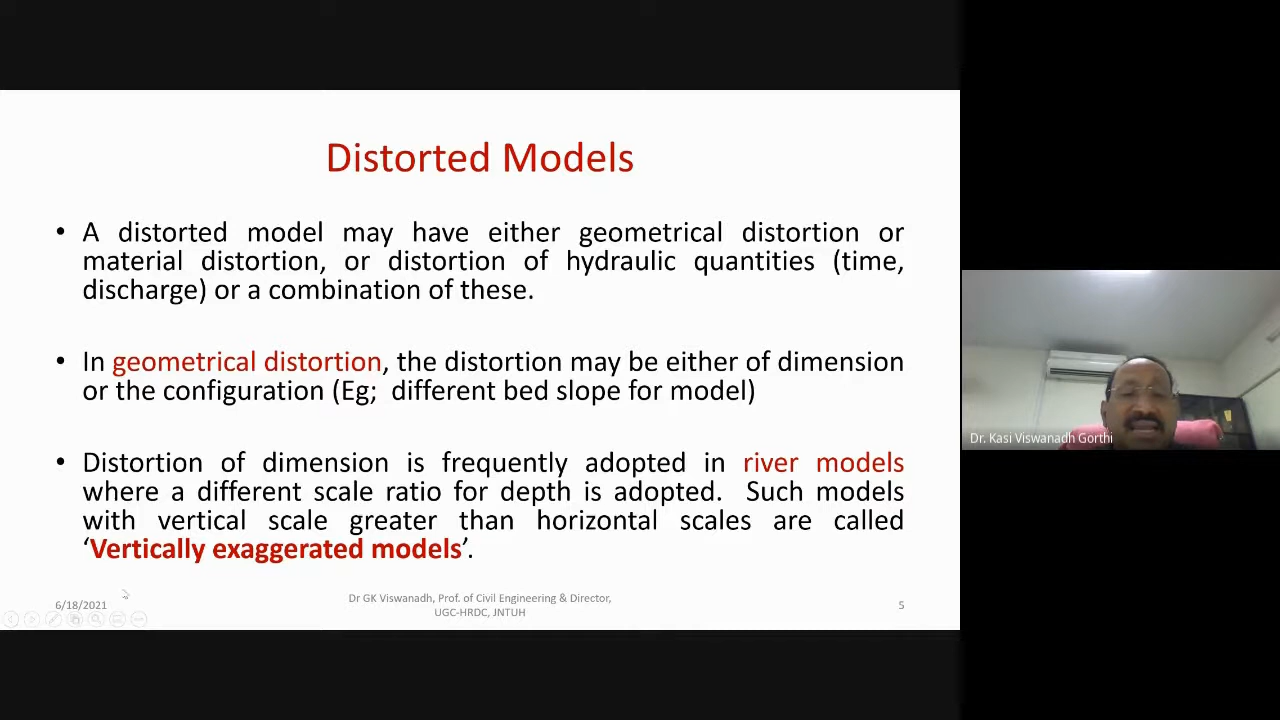 Distorted Models
• A distorted model may have either geometrical distortion or
material distortion, or distortion of hydraulic quantities (time,
discharge) or a combination of these.
• In geometrical distortion, the distortion may be either of dimension
or the configuration (Eg;  different bed slope for model)
• Distortion of dimension is frequently adopted in river models
where a different scale ratio for depth is adopted.  Such models
with vertical scale greater than horizontal scales are called
‘Vertically exaggerated models’.
6/18/2021
Dr GK Viswanadh, Prof. of Civil Engineering & Director,
UGC-HRDC, JNTUH
5
Dr. Kasi Viswanadh Gorthi